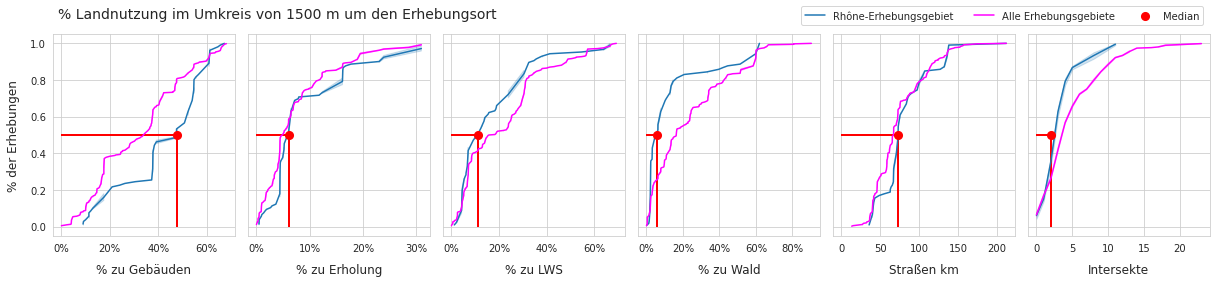 % Landnutzung im Umkreis von 1500 m um den Erhebungsort
Rhône-Erhebungsgebiet Alle Erhebungsgebiete Median
% der Erhebungen
1.0
0.8
0.6
0.4
0.2
0.0
0% 20% 40% 60%
% zu Gebäuden
0% 10% 20% 30%
% zu Erholung
0% 20% 40% 60%
% zu LWS
0% 20% 40% 60% 80%
% zu Wald
0 50 100 150 200
Straßen km
0 5 10 15 20
Intersekte